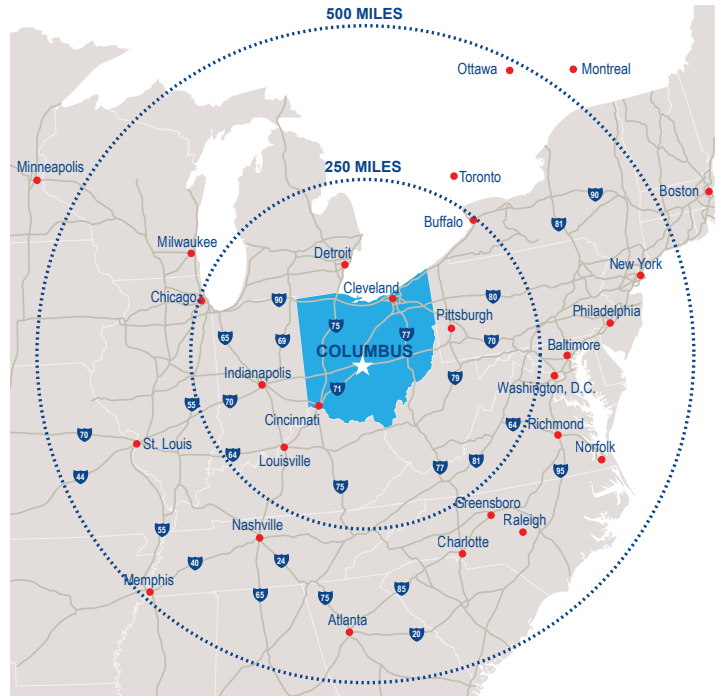 500 MILES
Ottawa
Montreal
Minneapolis
250 MILES
Toronto
90
Boston
Buffalo
81
Milwaukee
Detroit
New York
Chicago
90
Cleveland
80
Philadelphia
75
77
Pittsburgh
65
69
70
Baltimore
COLUMBUS
Indianapolis
79
Washington, D.C.
71
55
70
Cincinnati
64
Richmond
70
St. Louis
64
Louisville
Norfolk
44
77
81
95
75
Greensboro
55
Nashville
Raleigh
Charlotte
40
24
Memphis
65
75
85
Atlanta
20